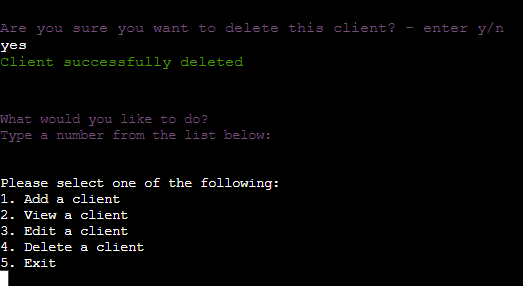 Are you sure you want to delete this client? - enter y/n
yes
Client successfully deleted
What would you like to do?
Type a number from the list below:
Please select one of the following:
1. Add a client
2. View a client
3. Edit a client
4. Delete a client
5. Exit